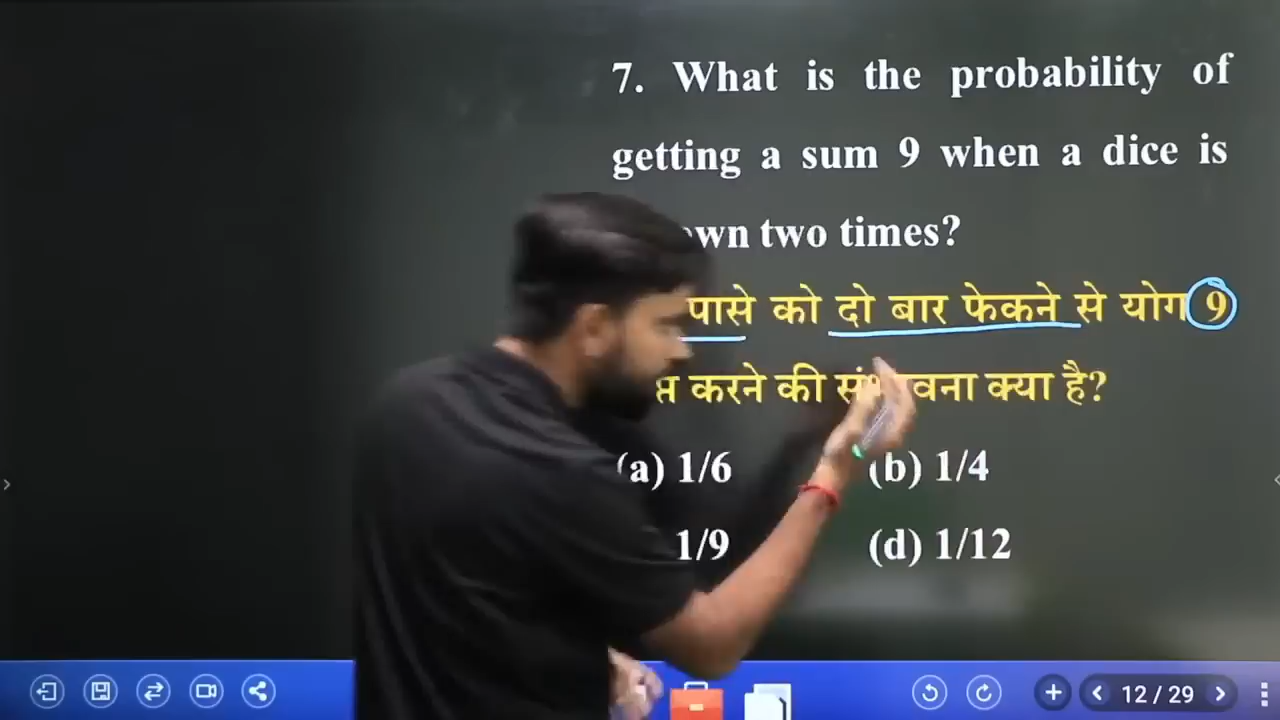 7. What is the probability of
getting a sum 9 when a dice is
two times?
पासे को दो बार फेकने से योग 9
करने की संभावना क्या है?
(a) 1/6 (b) 1/4
1/9 (d) 1/12
12 / 29